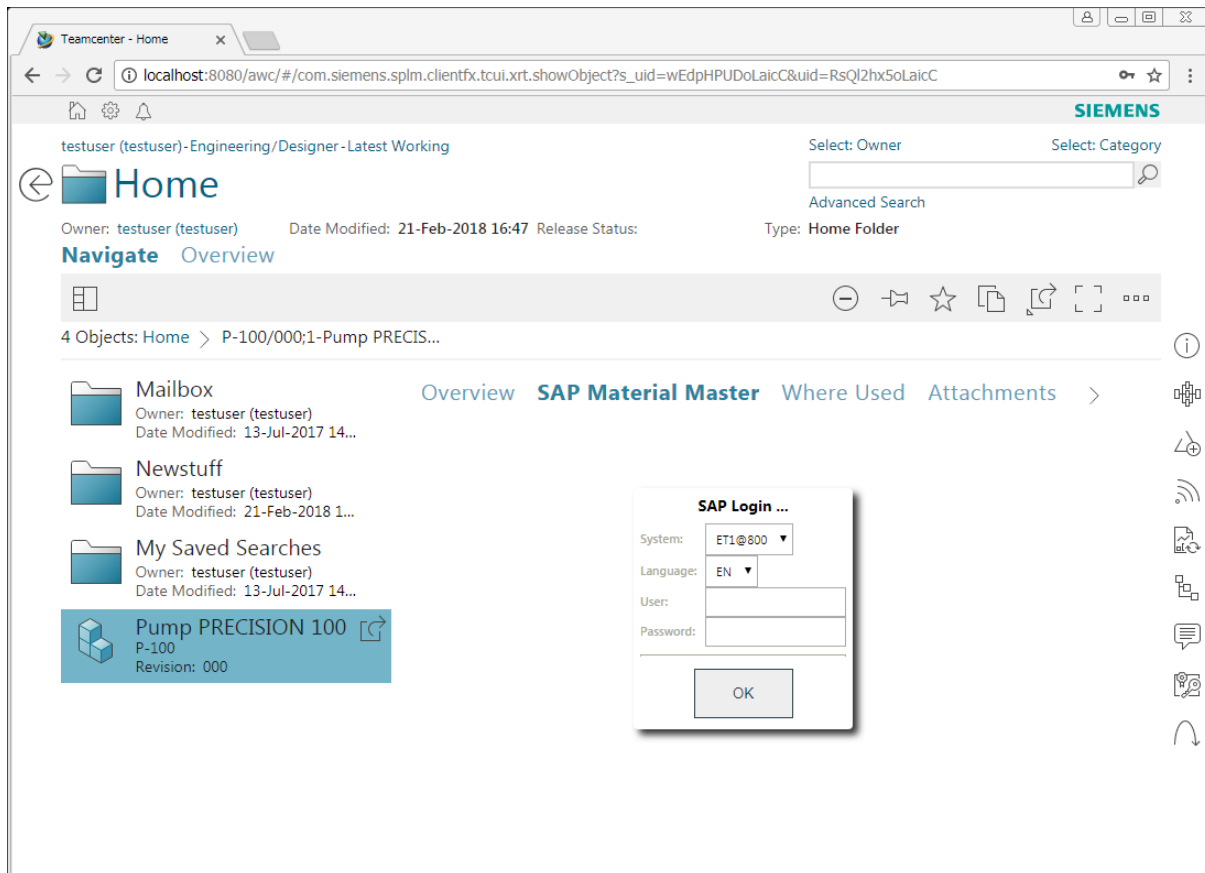 Teamcenter - Home
localhost:8080/awc/#/com.siemens.splm.clientfx.tcui.xrt.showObject?s_uid=wEdpHPUDoLaicC&uid=RsQl2hx5oLaicC
SIEMENS
testuser (testuser)-Engineering/Designer-Latest Working
Select: Owner
Select: Category
Home
Advanced Search
Owner: testuser (testuser) Date Modified: 21-Feb-2018 16:47 Release Status: Type: Home Folder
Navigate Overview
4 Objects: Home > P-100/000;1-Pump PRECIS...
Mailbox
Owner: testuser (testuser)
Date Modified: 13-Jul-2017 14...
Newstuff
Owner: testuser (testuser)
Date Modified: 21-Feb-2018 1...
My Saved Searches
Owner: testuser (testuser)
Date Modified: 13-Jul-2017 14...
Pump PRECISION 100
P-100
Revision: 000
Overview SAP Material Master Where Used Attachments >
SAP Login ...
System: ET1@800
Language: EN
User:
Password:
OK